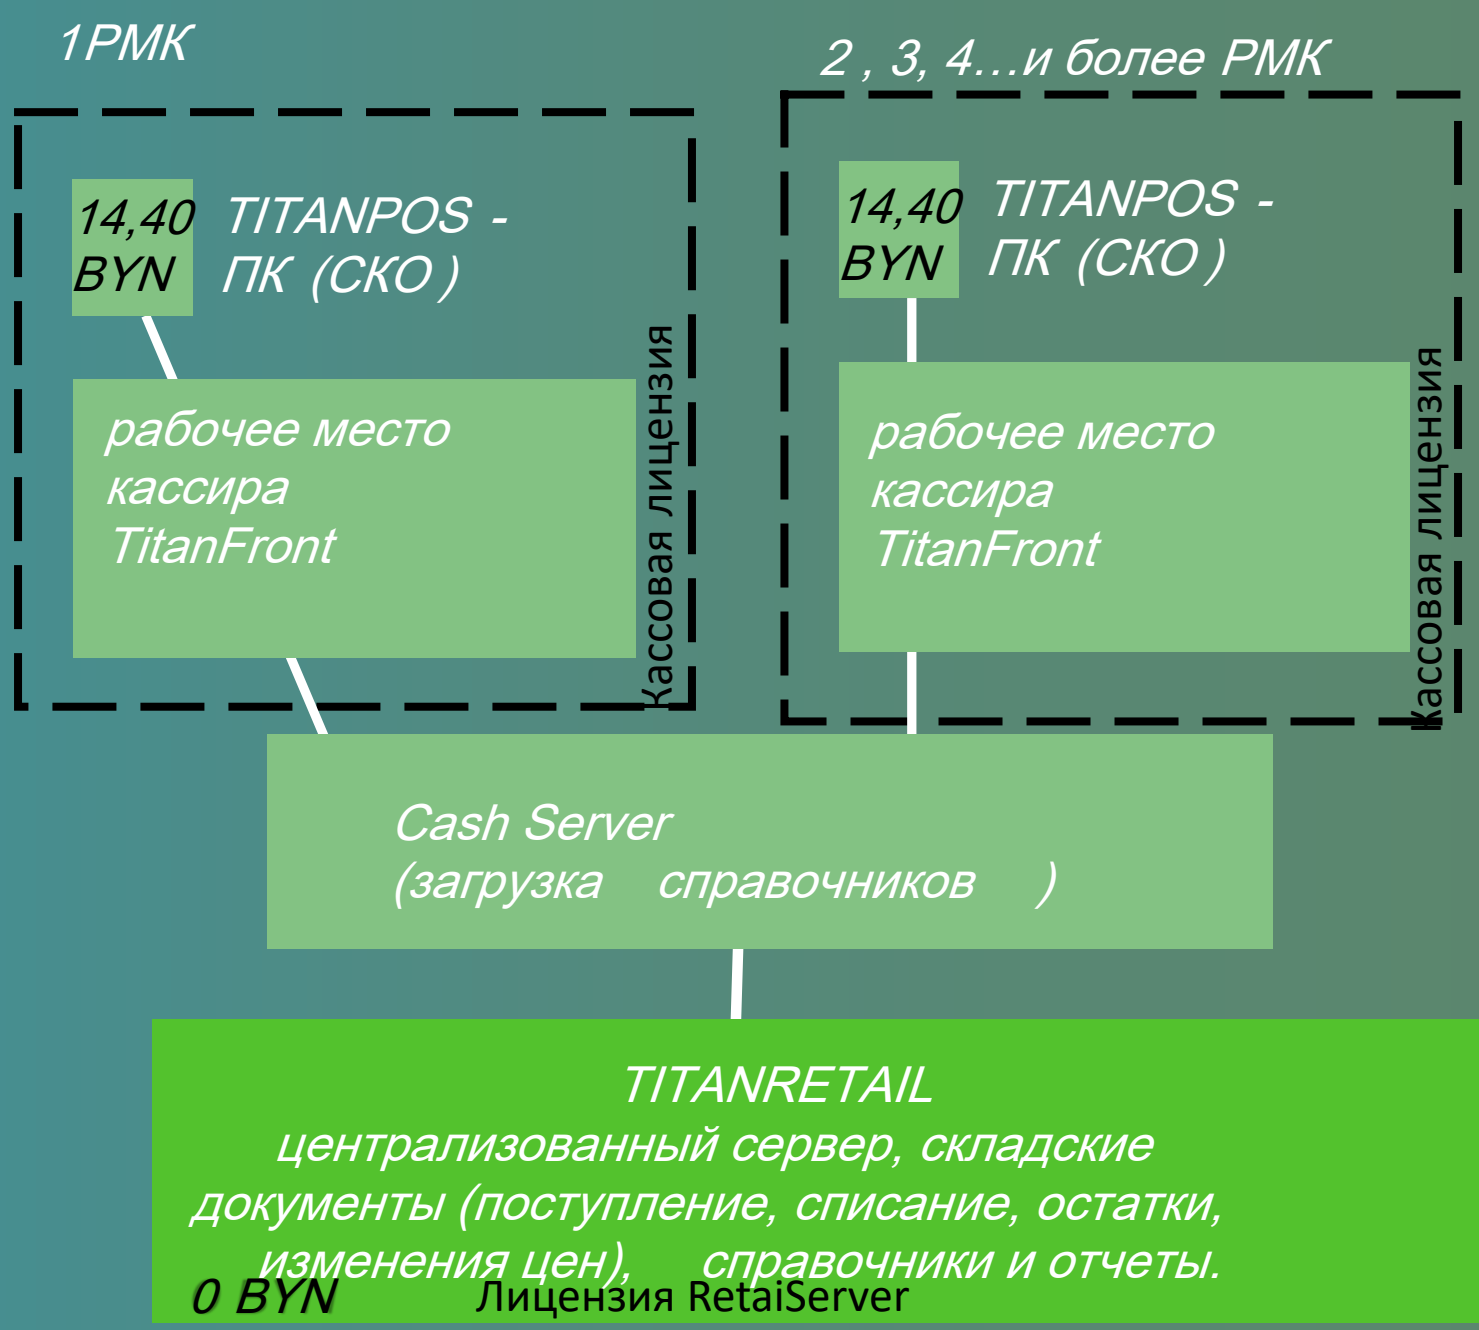 1РМК
14,40
BYN
TITANPOS -
ПК (СКО )
рабочее место
кассира
TitanFront
Кассовая лицензия
2 , 3, 4...и более РМК
14,40
BYN
TITANPOS -
ПК (СКО )
рабочее место
кассира
TitanFront
Кассовая лицензия
Cash Server
(загрузка справочников )
TITANRETAIL
централизованный сервер, складские
документы (поступление, списание, остатки,
изменения цен), справочники и отчеты.
0 BYN Лицензия RetaiServer